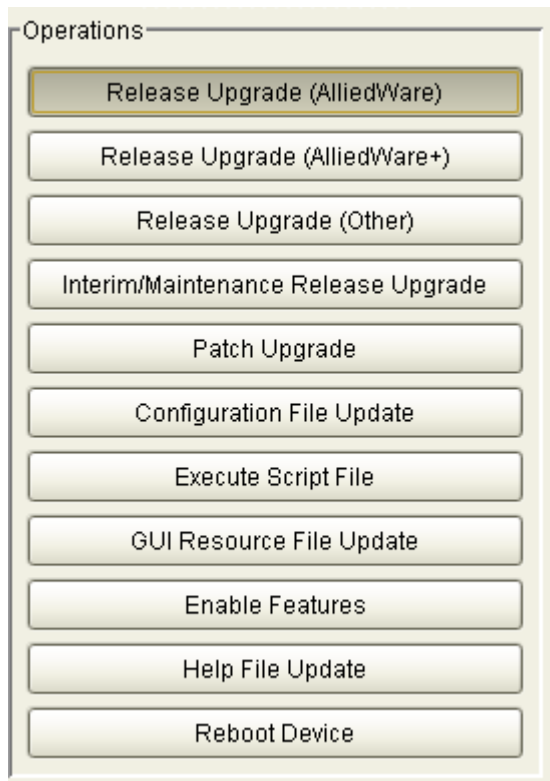 Operations
Release Upgrade (AlliedWare)
Release Upgrade (AlliedWare+)
Release Upgrade (Other)
Interim/Maintenance Release Upgrade
Patch Upgrade
Configuration File Update
Execute Script File
GUI Resource File Update
Enable Features
Help File Update
Reboot Device